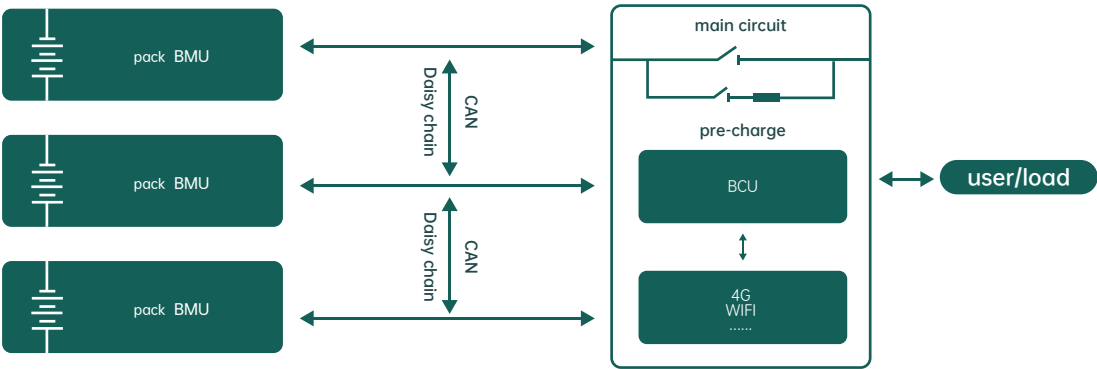 pack BMU
pack BMU
pack BMU
Daisy chain
CAN
Daisy chain
CAN
main circuit
pre-charge
BCU
4G
WIFI
......
user/load